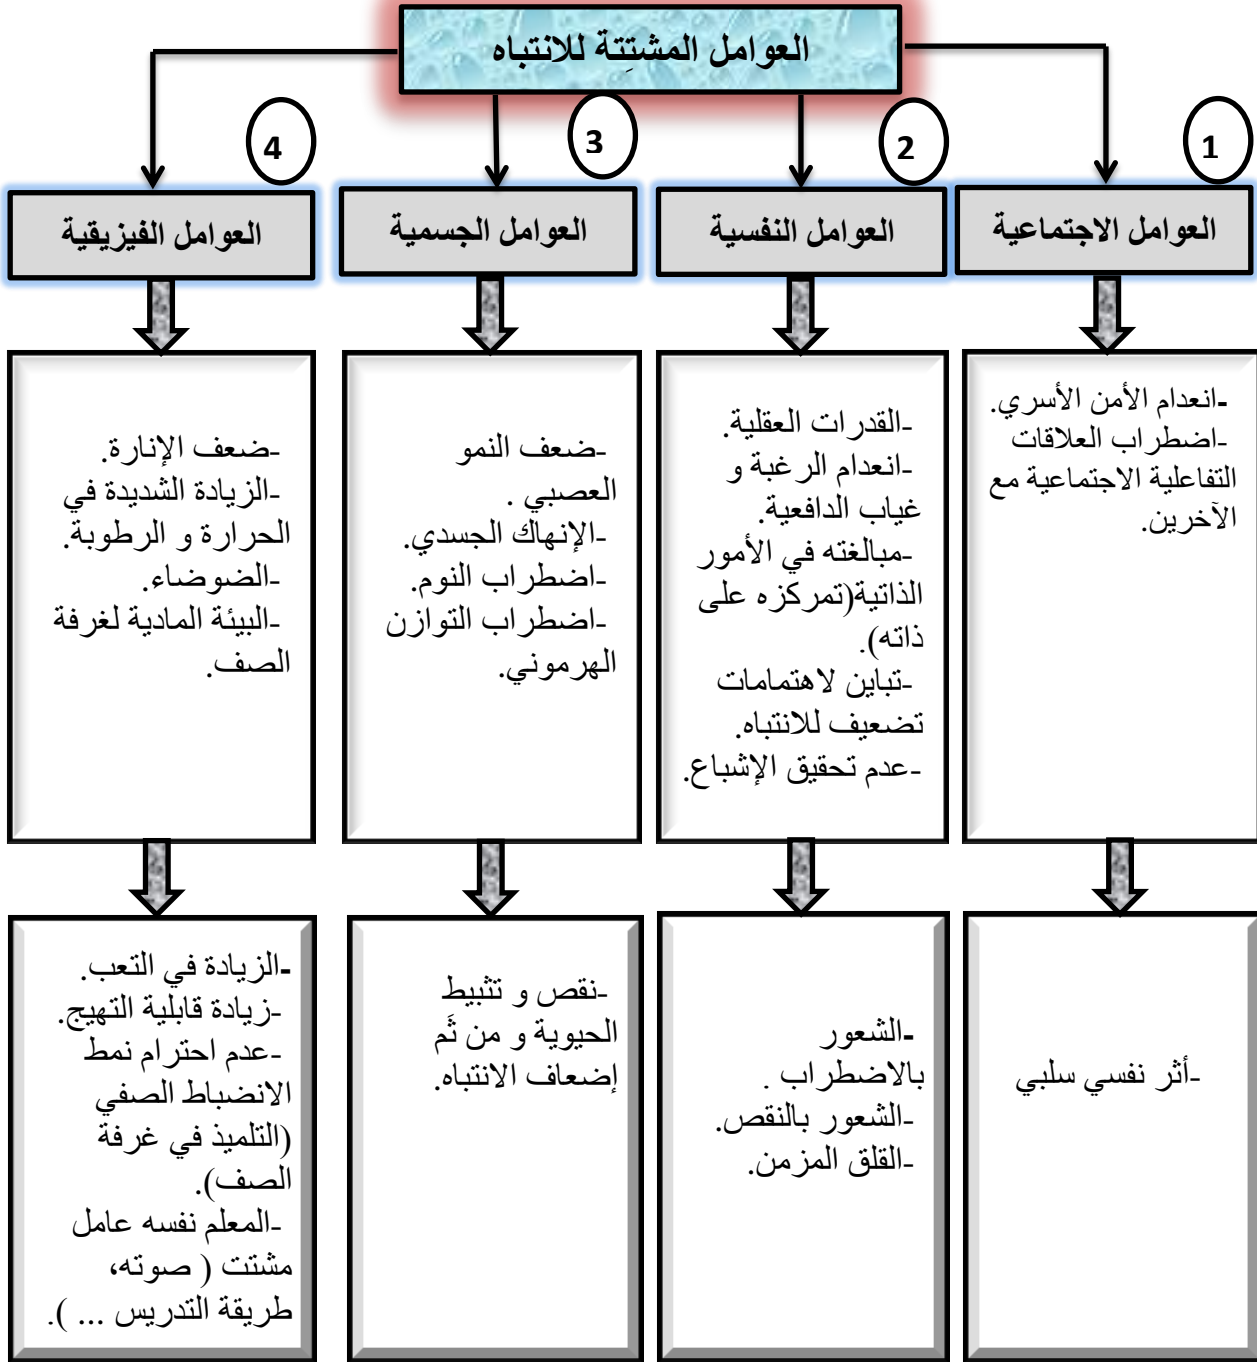 العوامل المشتِتة للانتباه
1
العوامل الاجتماعية
-انعدام الأمن الأسري.
-اضطراب العلاقات
التفاعلية الاجتماعية مع
الآخرين.
-أثر نفسي سلبي
2
العوامل النفسية
-القدرات العقلية.
-انعدام الرغبة و
غياب الدافعية.
-مبالغته في الأمور
الذاتية(تمركزه على
ذاته).
-تباين لاهتمامات
تضعيف للانتباه.
-عدم تحقيق الإشباع.
-الشعور
بالاضطراب .
-الشعور بالنقص.
-القلق المزمن.
3
العوامل الجسمية
-ضعف النمو
العصبي .
-الإنهاك الجسدي.
-اضطراب النوم.
-اضطراب التوازن
الهرموني.
-نقص و تثبيط
الحيوية و من ثَم
إضعاف الانتباه.
4
العوامل الفيزيقية
-ضعف الإنارة.
-الزيادة الشديدة في
الحرارة و الرطوبة.
-الضوضاء.
-البيئة المادية لغرفة
الصف.
-الزيادة في التعب.
-زيادة قابلية التهيج.
-عدم احترام نمط
الانضباط الصفي
(التلميذ في غرفة
الصف).
-المعلم نفسه عامل
مشتت ( صوته،
طريقة التدريس ... ).